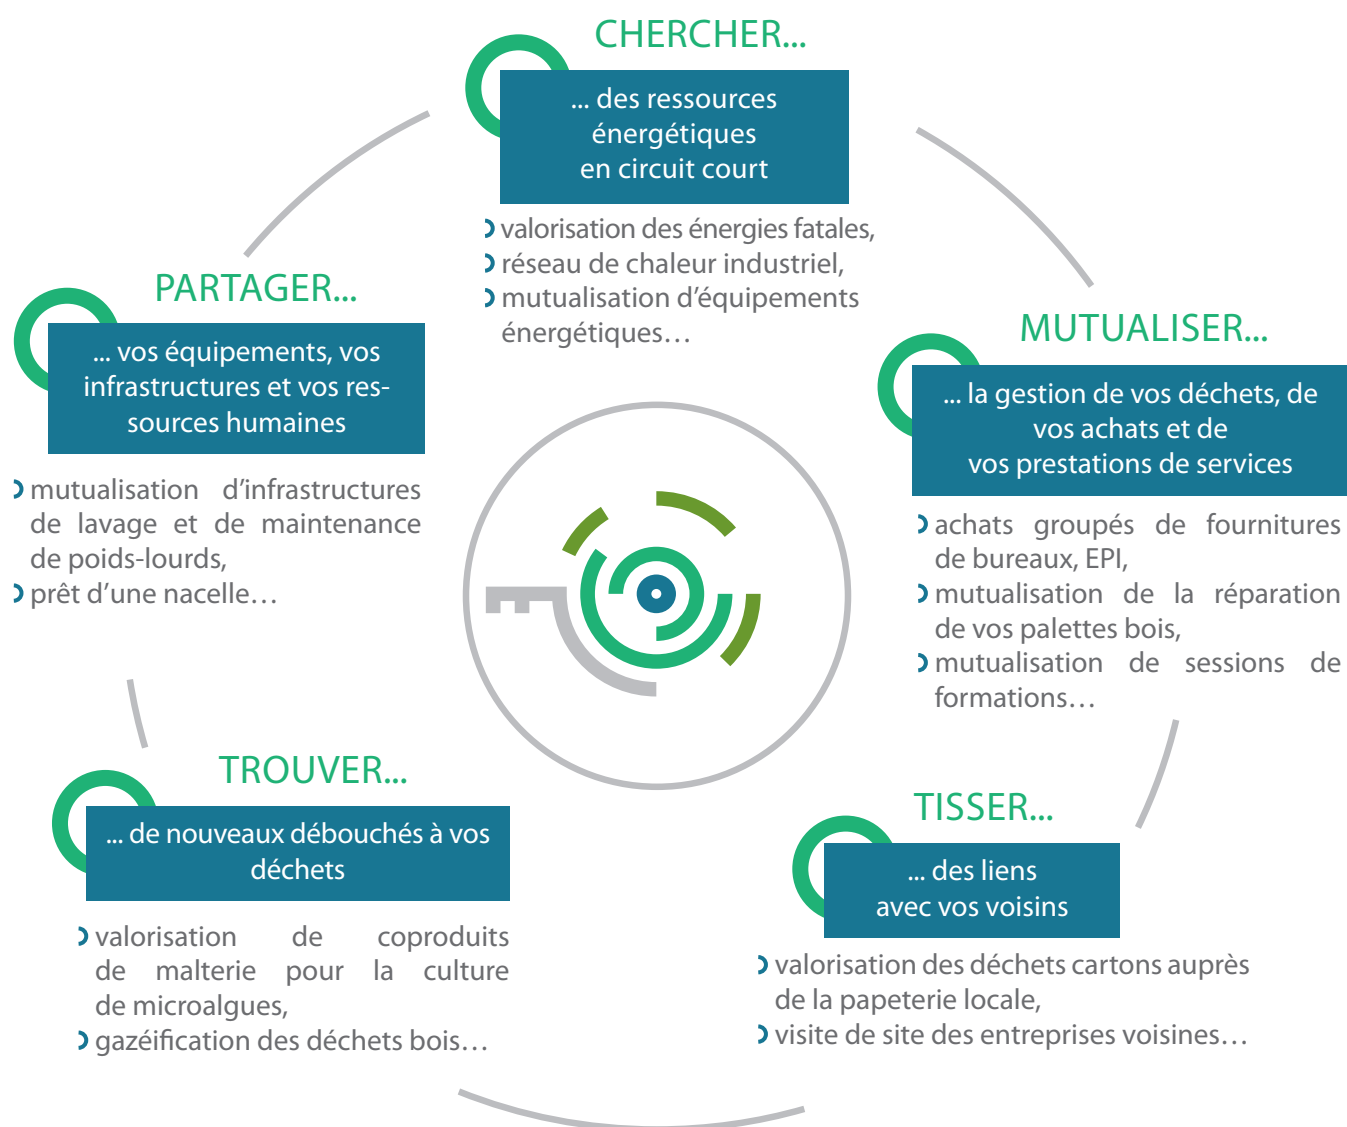 CHERCHER...
... des ressources
énergétiques
en circuit court
valorisation des énergies fatales,
réseau de chaleur industriel,
mutualisation d’équipements
énergétiques…
PARTAGER...
... vos équipements, vos
infrastructures et vos res-
sources humaines
mutualisation d’infrastructures
de lavage et de maintenance
de poids-lourds,
prêt d’une nacelle…
MUTUALISER...
... la gestion de vos déchets, de
vos achats et de
vos prestations de services
achats groupés de fournitures
de bureaux, EPI,
mutualisation de la réparation
de vos palettes bois,
mutualisation de sessions de
formations…
TROUVER...
... de nouveaux débouchés à vos
déchets
valorisation de coproduits
de malterie pour la culture
de microalgues,
gazéification des déchets bois…
TISSER...
... des liens
avec vos voisins
valorisation des déchets cartons auprès
de la papeterie locale,
visite de site des entreprises voisines…